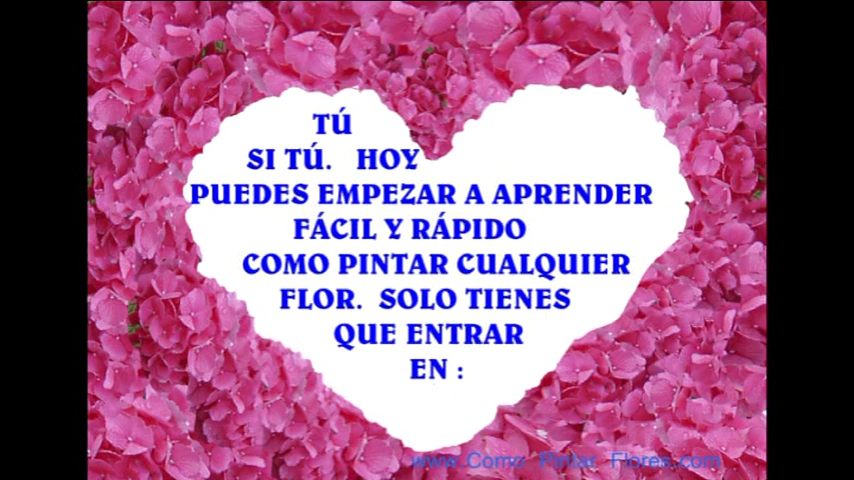 TÚ
SI TÚ. HOY
PUEDES EMPEZAR A APRENDER
FÁCIL Y RÁPIDO
COMO PINTAR CUALQUIER
FLOR. SOLO TIENES
QUE ENTRAR
EN :
www.Como Pintar Flores.com